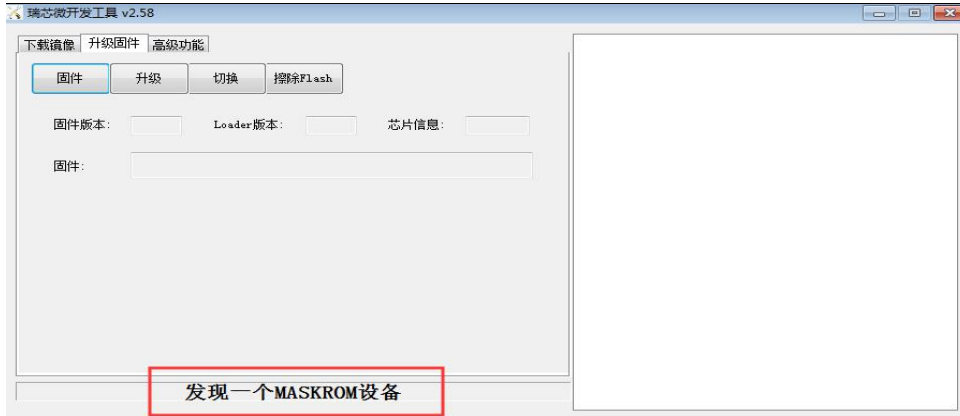 瑞芯微开发工具 v2.58
下载镜像 升级固件 高级功能
固件 升级 切换 擦除Flash
固件版本: Loader版本: 芯片信息:
固件:
发现一个MASKROM设备